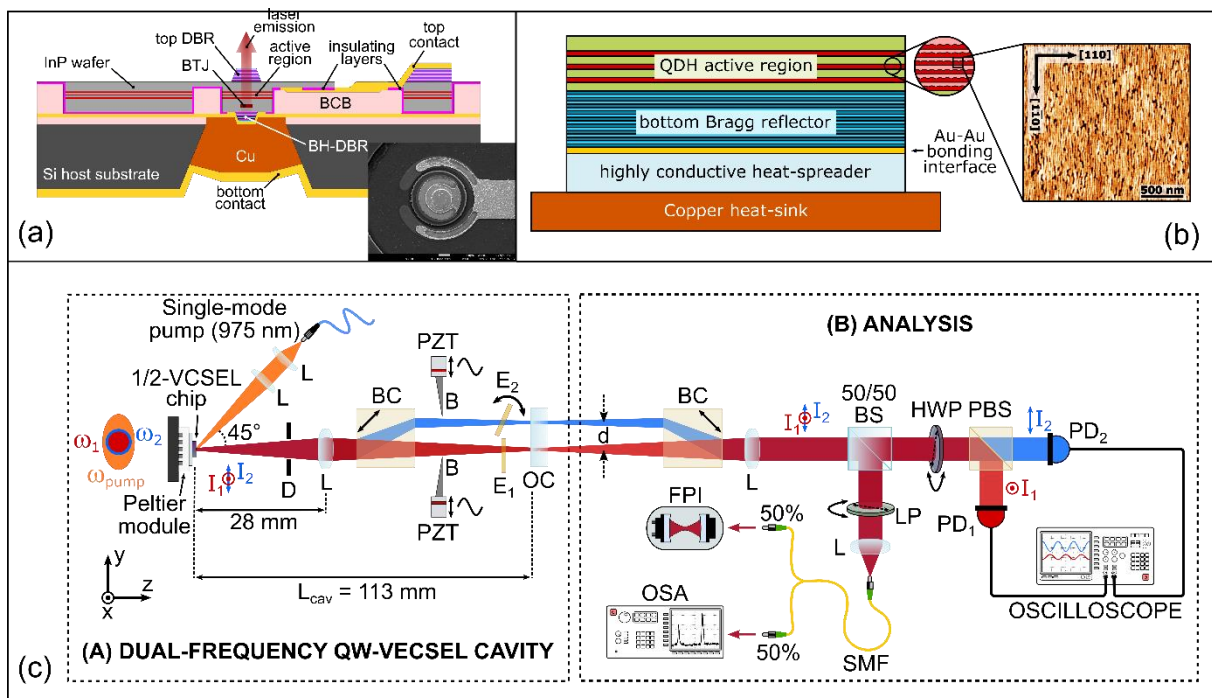 laser
emission
top DBR
active
region
insulating
layers
top
contact
InP wafer
BTJ
BCB
BH-DBR
Cu
Si host substrate
bottom
contact
(a)
QDH active region
bottom Bragg reflector
highly conductive heat-spreader
Copper heat-sink
Au-Au
bonding
interface
[110]
[11̄0]
500 nm
(b)
Single-mode
pump (975 nm)
1/2-VCSEL
chip
L
L
45°
ω1
ω2
ωpump
Peltier
module
I1
I2
D
L
28 mm
BC
PZT
B
B
PZT
E2
E1
OC
d
Lcav = 113 mm
y
x
z
(A) DUAL-FREQUENCY QW-VECSEL CAVITY
(c)
(B) ANALYSIS
BC
L
I1
I2
50/50
BS
HWP
PBS
I2
PD2
I1
PD1
LP
L
FPI
50%
OSA
50%
SMF
OSCILLOSCOPE